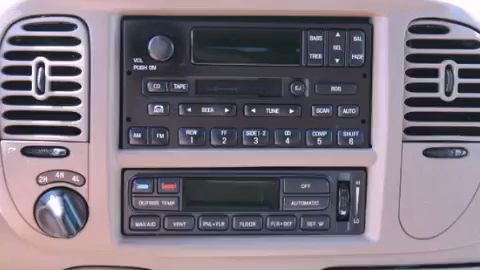 BASS ▲ BAL
SEL
TREB ▼ FADE
VOL
PUSH ON
CD TAPE EJ RDS
◄ SEEK ► ◄ TUNE ► SCAN AUTO
AM FM REW FF SIDE 1-2 COMP SHUFF
1 2 3 4 5 6
2H 4H 4L
OFF HI
OUTSIDE TEMP AUTOMATIC
MAX A/C VENT PNL•FLR FLOOR FLR•DEF DEF LO